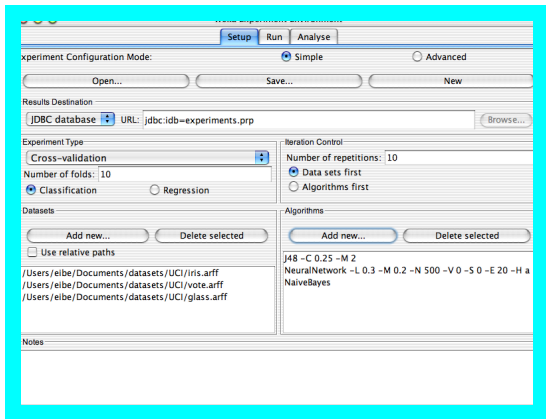 Weka Experiment Environment
Setup Run Analyse
xperiment Configuration Mode: Simple Advanced
Open... Save... New
Results Destination
JDBC database URL: jdbc:idb=experiments.prp Browse...
Experiment Type
Cross-validation
Number of folds: 10
Classification Regression
Iteration Control
Number of repetitions: 10
Data sets first
Algorithms first
Datasets
Add new... Delete selected
Use relative paths
/Users/eibe/Documents/datasets/UCI/iris.arff
/Users/eibe/Documents/datasets/UCI/vote.arff
/Users/eibe/Documents/datasets/UCI/glass.arff
Algorithms
Add new... Delete selected
J48 -C 0.25 -M 2
NeuralNetwork -L 0.3 -M 0.2 -N 500 -V 0 -S 0 -E 20 -H a
NaiveBayes
Notes